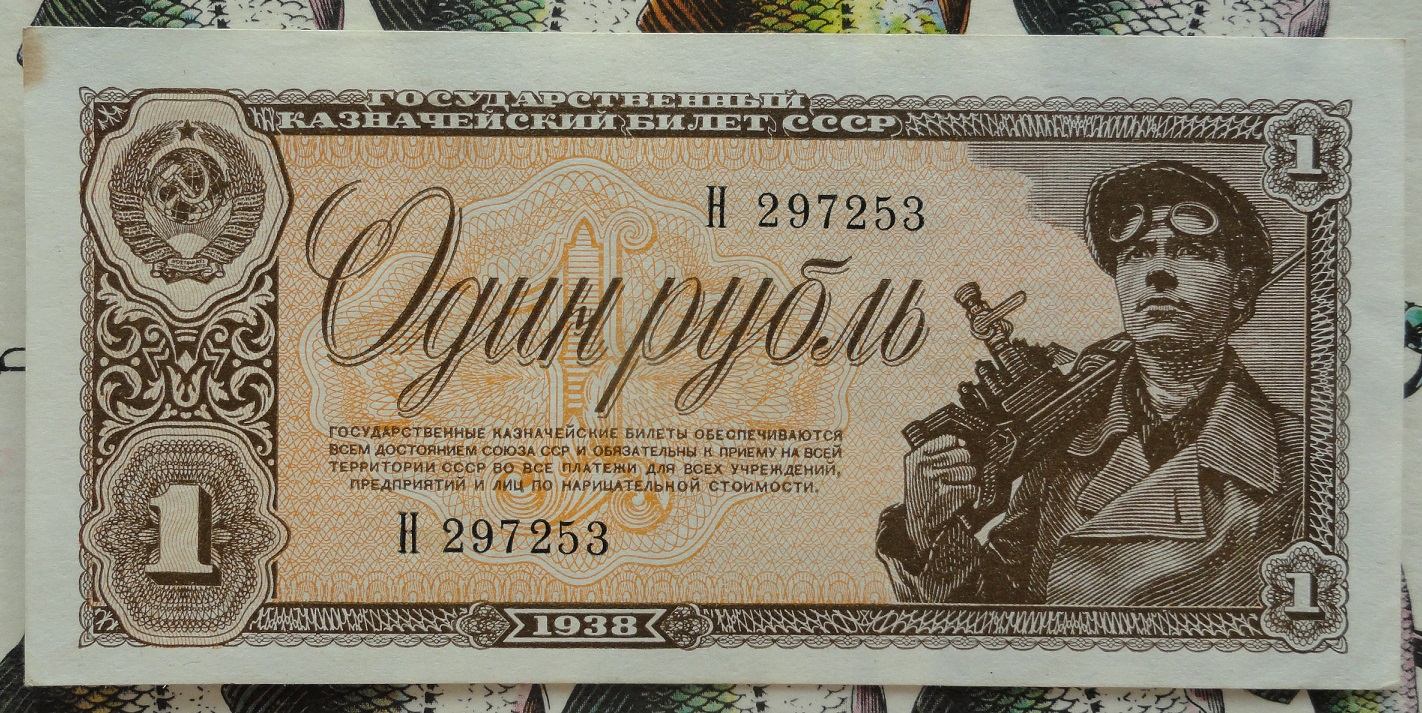 ГОСУДАРСТВЕННЫЙ
КАЗНАЧЕЙСКИЙ БИЛЕТ СССР
1
Н 297253
Один рубль
ГОСУДАРСТВЕННЫЕ КАЗНАЧЕЙСКИЕ БИЛЕТЫ ОБЕСПЕЧИВАЮТСЯ
ВСЕМ ДОСТОЯНИЕМ СОЮЗА ССР И ОБЯЗАТЕЛЬНЫ К ПРИЕМУ НА ВСЕЙ
ТЕРРИТОРИИ СССР ВО ВСЕ ПЛАТЕЖИ ДЛЯ ВСЕХ УЧРЕЖДЕНИЙ,
ПРЕДПРИЯТИЙ И ЛИЦ ПО НАРИЦАТЕЛЬНОЙ СТОИМОСТИ.
1
Н 297253
1
1938